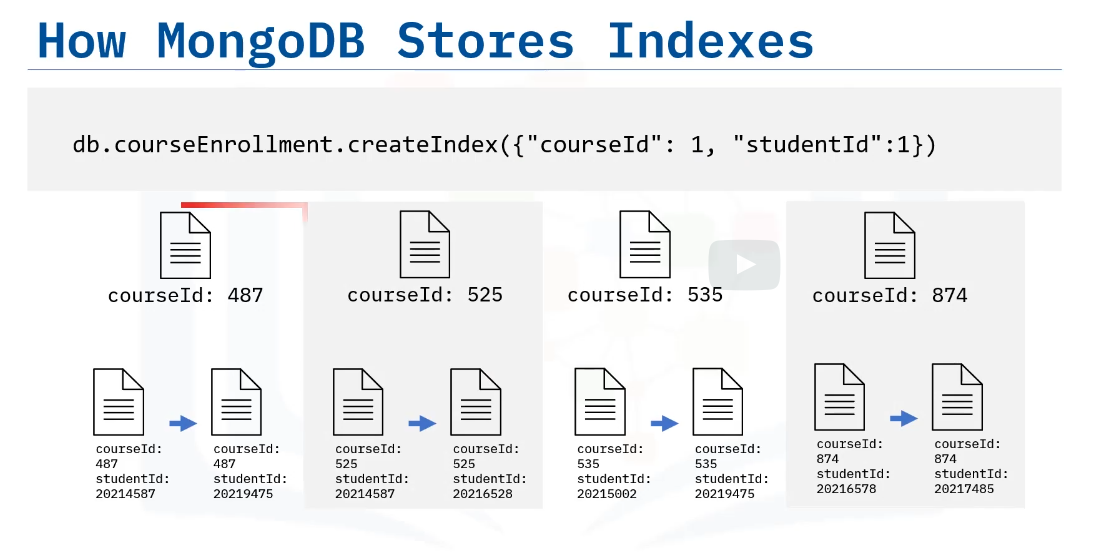 How MongoDB Stores Indexes
db.courseEnrollment.createIndex({"courseId": 1, "studentId":1})
courseId: 487
courseId: 525
courseId: 535
courseId: 874
courseId:
487
studentId:
20214587
courseId:
487
studentId:
20219475
courseId:
525
studentId:
20214587
courseId:
525
studentId:
20216528
courseId:
535
studentId:
20215002
courseId:
535
studentId:
20219475
courseId:
874
studentId:
20216578
courseId:
874
studentId:
20217485